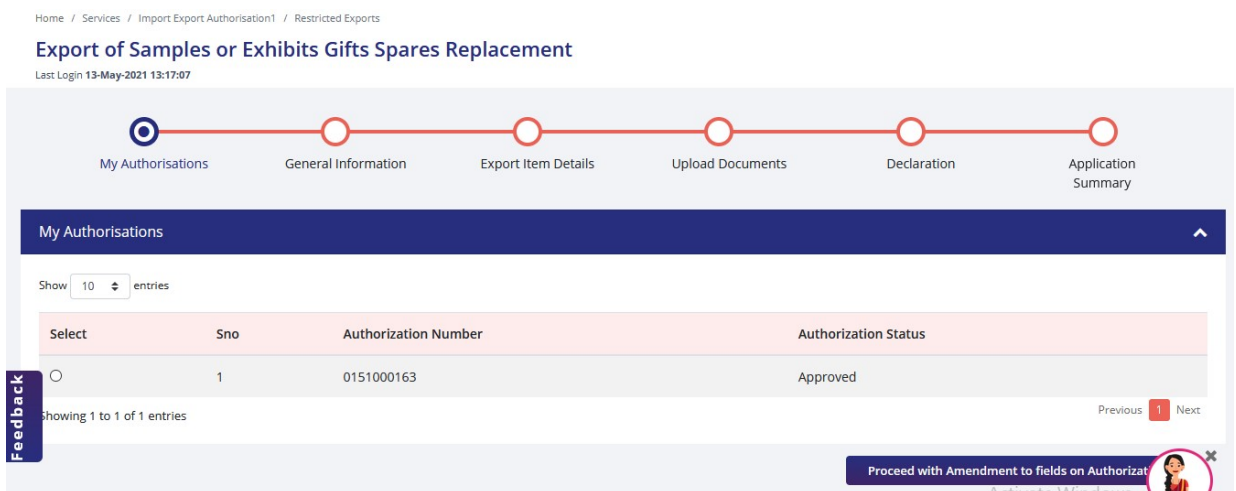 Home / Services / Import Export Authorisation1 / Restricted Exports
Export of Samples or Exhibits Gifts Spares Replacement
Last Login 13-May-2021 13:17:07
My Authorisations
General Information
Export Item Details
Upload Documents
Declaration
Application
Summary
My Authorisations
Show 10 entries
Select Sno Authorization Number Authorization Status
1 0151000163 Approved
Feedback
Showing 1 to 1 of 1 entries
Previous 1 Next
Proceed with Amendment to fields on